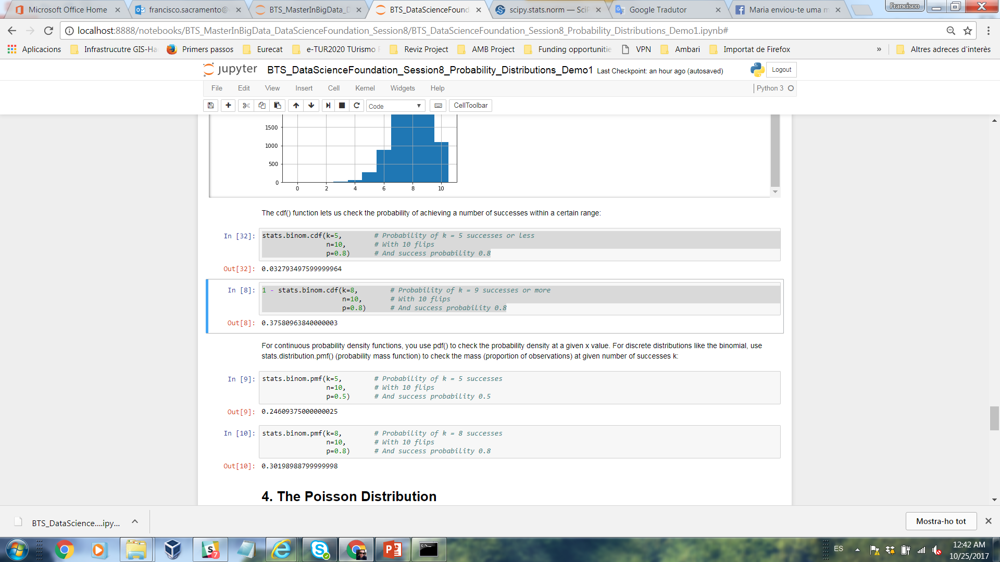 Microsoft Office Home
francisco.sacramento@
BTS_MasterInBigData_D
BTS_DataScienceFound
scipy.stats.norm — SciP
Google Tradutor
Maria enviou-te uma m
Francisco
localhost:8888/notebooks/BTS_MasterInBigData_DataScienceFoundation_Session8/BTS_DataScienceFoundation_Session8_Probability_Distributions_Demo1.ipynb#
Aplicacions
Infrastrucutre GIS-Ha
Primers passos
Eurecat
e-TUR2020 TUrismo F
Reviz Project
AMB Project
Funding opportunitie
VPN
Ambari
Importat de Firefox
»
Altres adreces d'interès
jupyter
BTS_DataScienceFoundation_Session8_Probability_Distributions_Demo1 Last Checkpoint: an hour ago (autosaved)
Logout
File Edit View Insert Cell Kernel Widgets Help
Python 3
Code
CellToolbar
1500
1000
500
0
0 2 4 6 8 10
The cdf() function lets us check the probability of achieving a number of successes within a certain range:
In [32]: stats.binom.cdf(k=5, # Probability of k = 5 successes or less
n=10, # With 10 flips
p=0.8) # And success probability 0.8
Out[32]: 0.032793497599999964
In [8]: 1 - stats.binom.cdf(k=8, # Probability of k = 9 successes or more
n=10, # With 10 flips
p=0.8) # And success probability 0.8
Out[8]: 0.37580963840000003
For continuous probability density functions, you use pdf() to check the probability density at a given x value. For discrete distributions like the binomial, use
stats.distribution.pmf() (probability mass function) to check the mass (proportion of observations) at given number of successes k:
In [9]: stats.binom.pmf(k=5, # Probability of k = 5 successes
n=10, # With 10 flips
p=0.5) # And success probability 0.5
Out[9]: 0.24609375000000025
In [10]: stats.binom.pmf(k=8, # Probability of k = 8 successes
n=10, # With 10 flips
p=0.8) # And success probability 0.8
Out[10]: 0.30198988799999998
4. The Poisson Distribution
BTS_DataScience....ipy...
Mostra-ho tot
7
ES
12:42 AM
10/25/2017